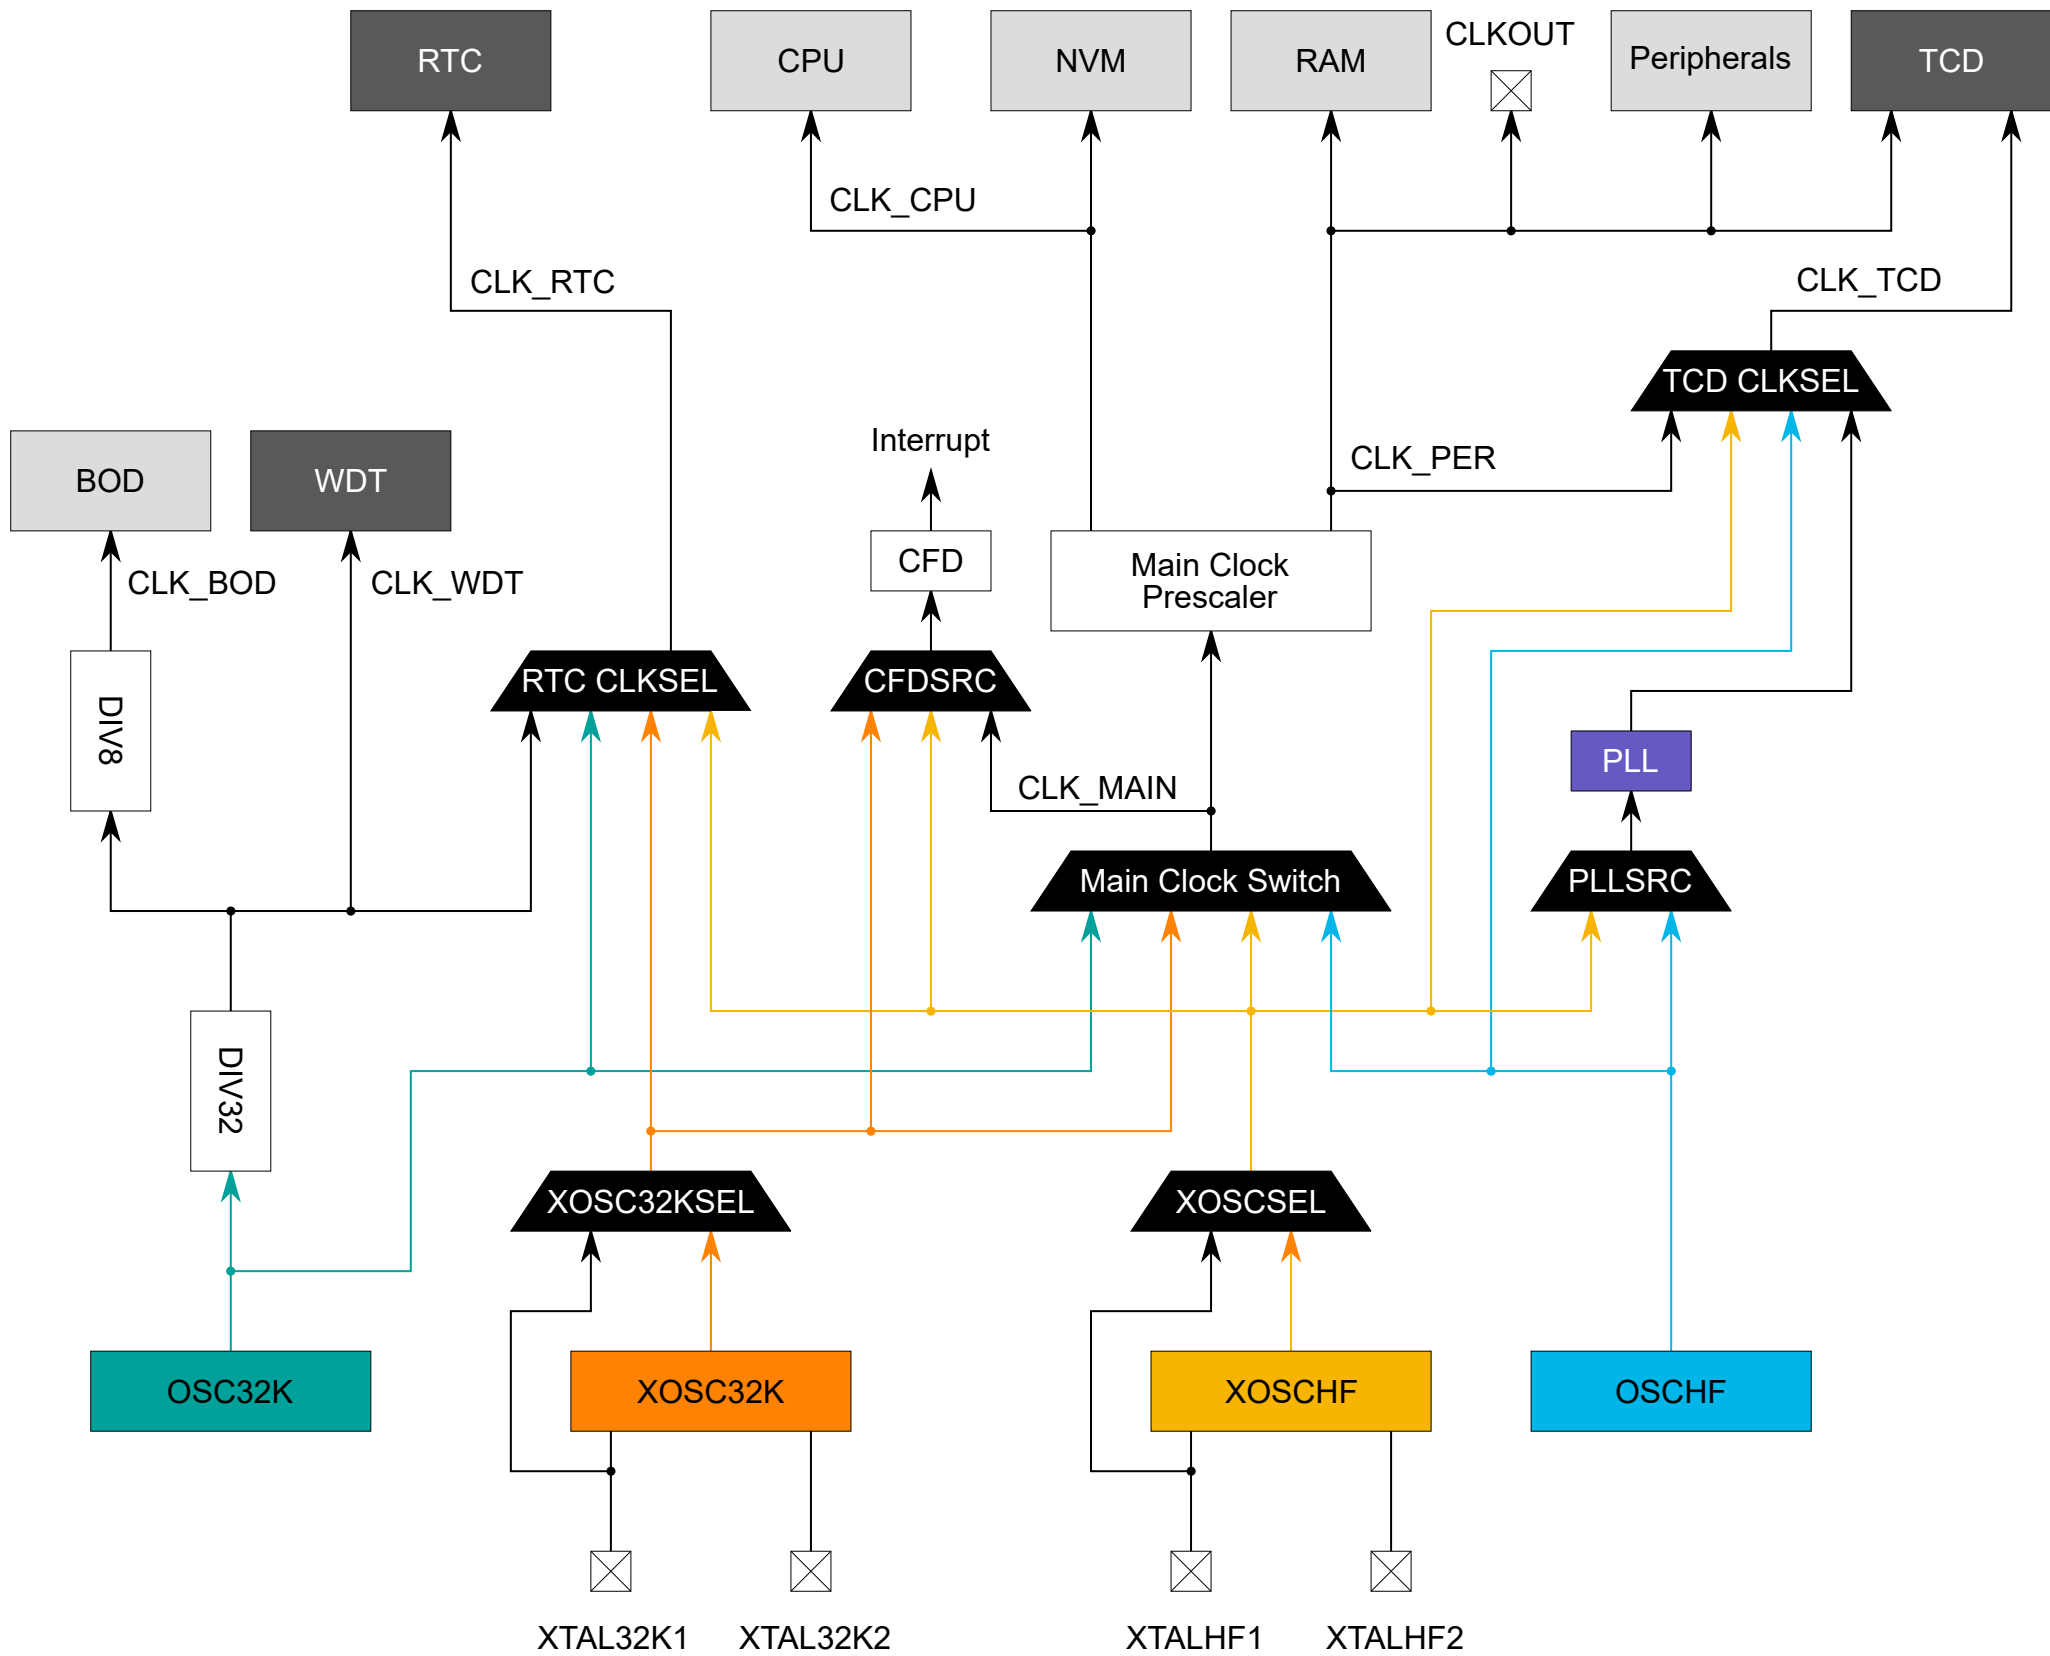 RTC
CPU
NVM
RAM
CLKOUT
Peripherals
TCD
CLK_CPU
CLK_RTC
CLK_TCD
TCD CLKSEL
Interrupt
CLK_PER
BOD
WDT
CFD
Main Clock
Prescaler
CLK_BOD
CLK_WDT
RTC CLKSEL
CFDSRC
DIV8
PLL
CLK_MAIN
Main Clock Switch
PLLSRC
DIV32
XOSC32KSEL
XOSCSEL
OSC32K
XOSC32K
XOSCHF
OSCHF
XTAL32K1
XTAL32K2
XTALHF1
XTALHF2